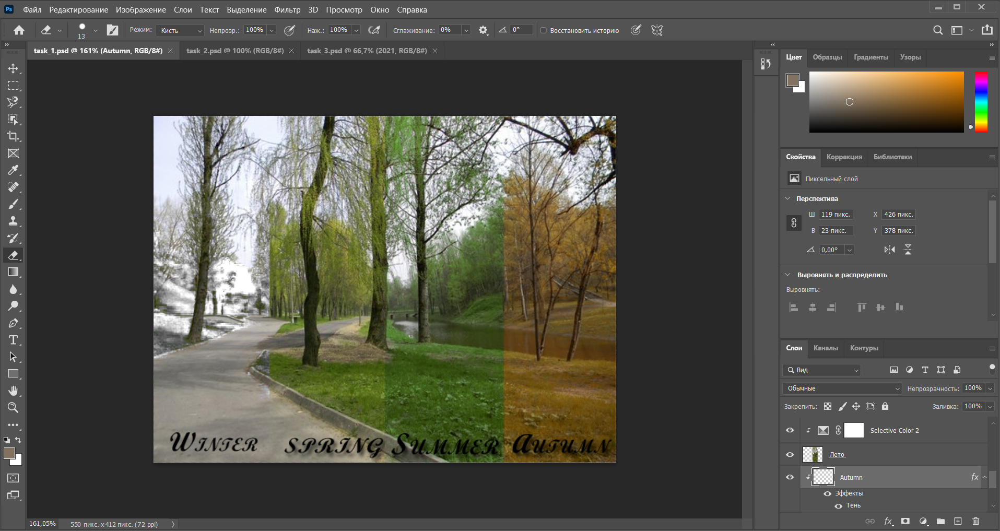 Ps Файл Редактирование Изображение Слои Текст Выделение Фильтр 3D Просмотр Окно Справка
13 Режим: Кисть Непрозр.: 100% Наж.: 100% Сглаживание: 0% 0° Восстановить историю
task_1.psd @ 161% (Autumn, RGB/8#) task_2.psd @ 100% (RGB/8#) task_3.psd @ 66,7% (2021, RGB/8#)
Цвет Образцы Градиенты Узоры
Свойства Коррекция Библиотеки
Пиксельный слой
Перспектива
Ш 119 пикс. X 426 пикс.
В 23 пикс. Y 378 пикс.
0,00°
Выровнять и распределить
Выровнять:
Слои Каналы Контуры
Вид
Обычные Непрозрачность: 100%
Закрепить: Заливка: 100%
Selective Color 2
Лето
Autumn fx
Эффекты
Тень
fx
Winter spring Summer Autumn
161,05% 550 пикс. x 412 пикс. (72 ppi)